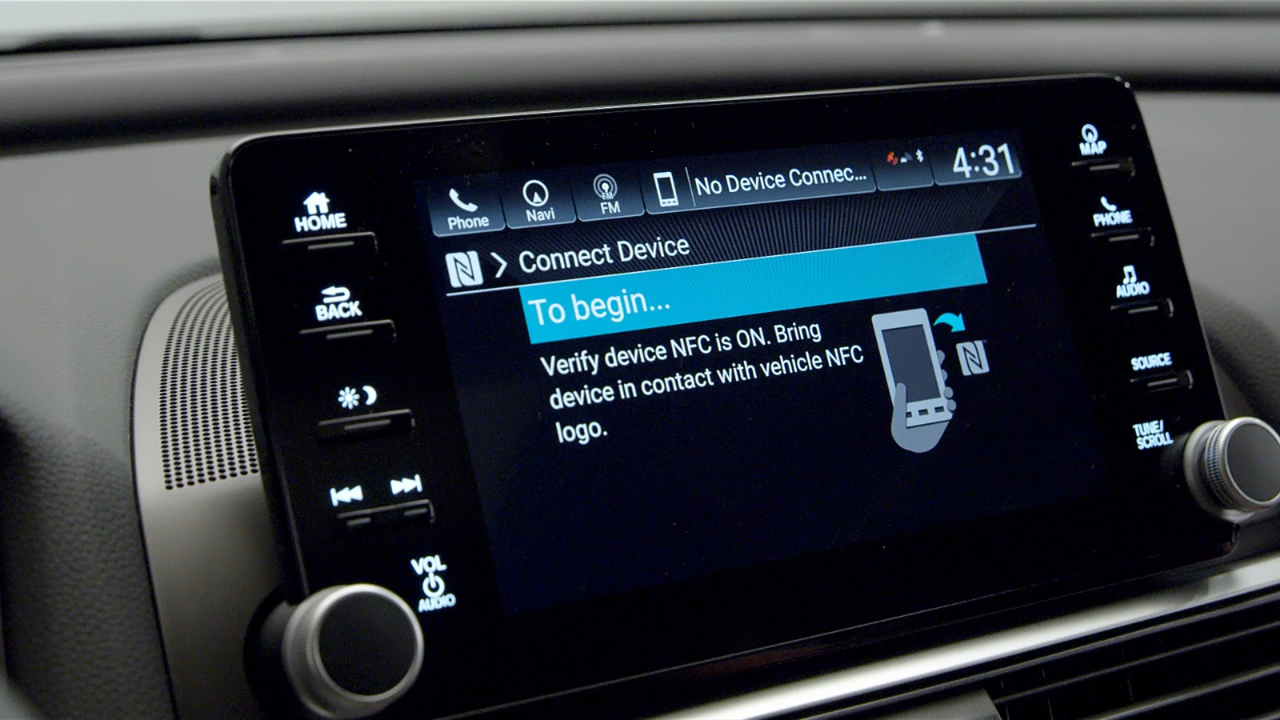 HOME
BACK
VOL
AUDIO
Phone
Navi
FM
No Device Connec...
4:31
Connect Device
To begin...
Verify device NFC is ON. Bring
device in contact with vehicle NFC
logo.
MAP
PHONE
AUDIO
SOURCE
TUNE/
SCROLL